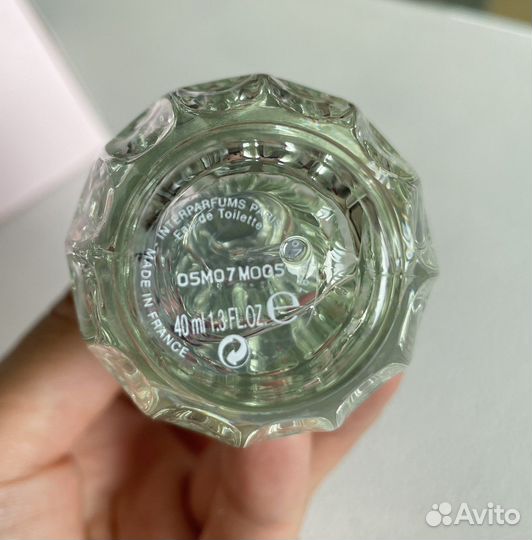 INTERPARFUMS PARIS
Eau de Toilette
05M07M005
40 ml 1.3 FL.OZ. e
MADE IN FRANCE
Avito